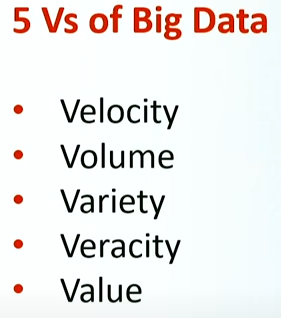 5 Vs of Big Data
• Velocity
• Volume
• Variety
• Veracity
• Value